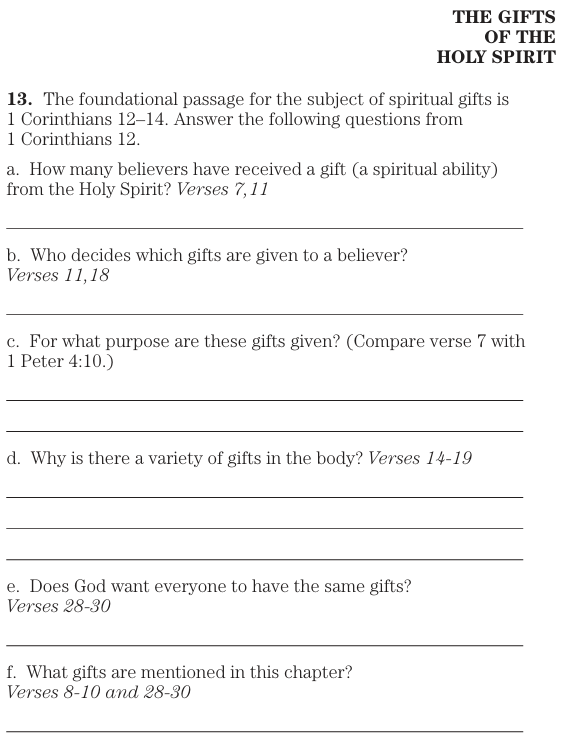 THE GIFTS
OF THE
HOLY SPIRIT
13. The foundational passage for the subject of spiritual gifts is
1 Corinthians 12–14. Answer the following questions from
1 Corinthians 12.
a. How many believers have received a gift (a spiritual ability)
from the Holy Spirit? Verses 7,11
b. Who decides which gifts are given to a believer?
Verses 11,18
c. For what purpose are these gifts given? (Compare verse 7 with
1 Peter 4:10.)
d. Why is there a variety of gifts in the body? Verses 14-19
e. Does God want everyone to have the same gifts?
Verses 28-30
f. What gifts are mentioned in this chapter?
Verses 8-10 and 28-30